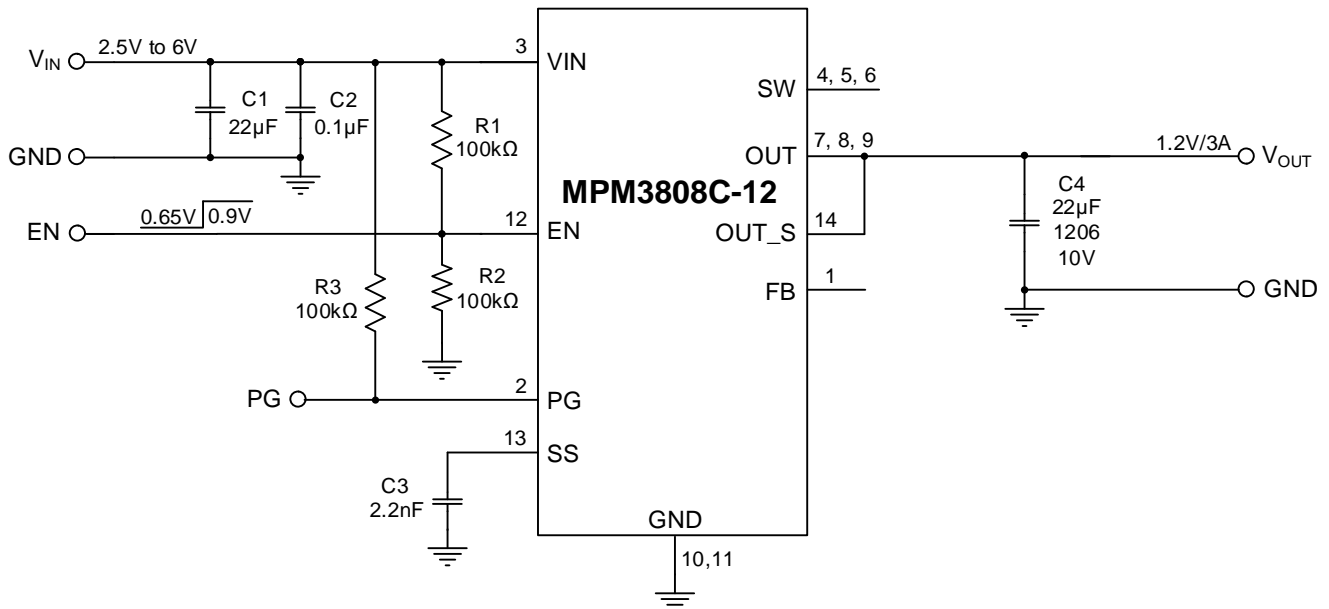 VIN
2.5V to 6V
3
VIN
C1
22µF
C2
0.1µF
R1
100kΩ
GND
EN
0.65V
0.9V
12
EN
R3
100kΩ
R2
100kΩ
PG
2
PG
13
SS
C3
2.2nF
MPM3808C-12
SW
4, 5, 6
OUT
7, 8, 9
1.2V/3A
VOUT
OUT_S
14
C4
22µF
1206
10V
FB
1
GND
GND
10,11